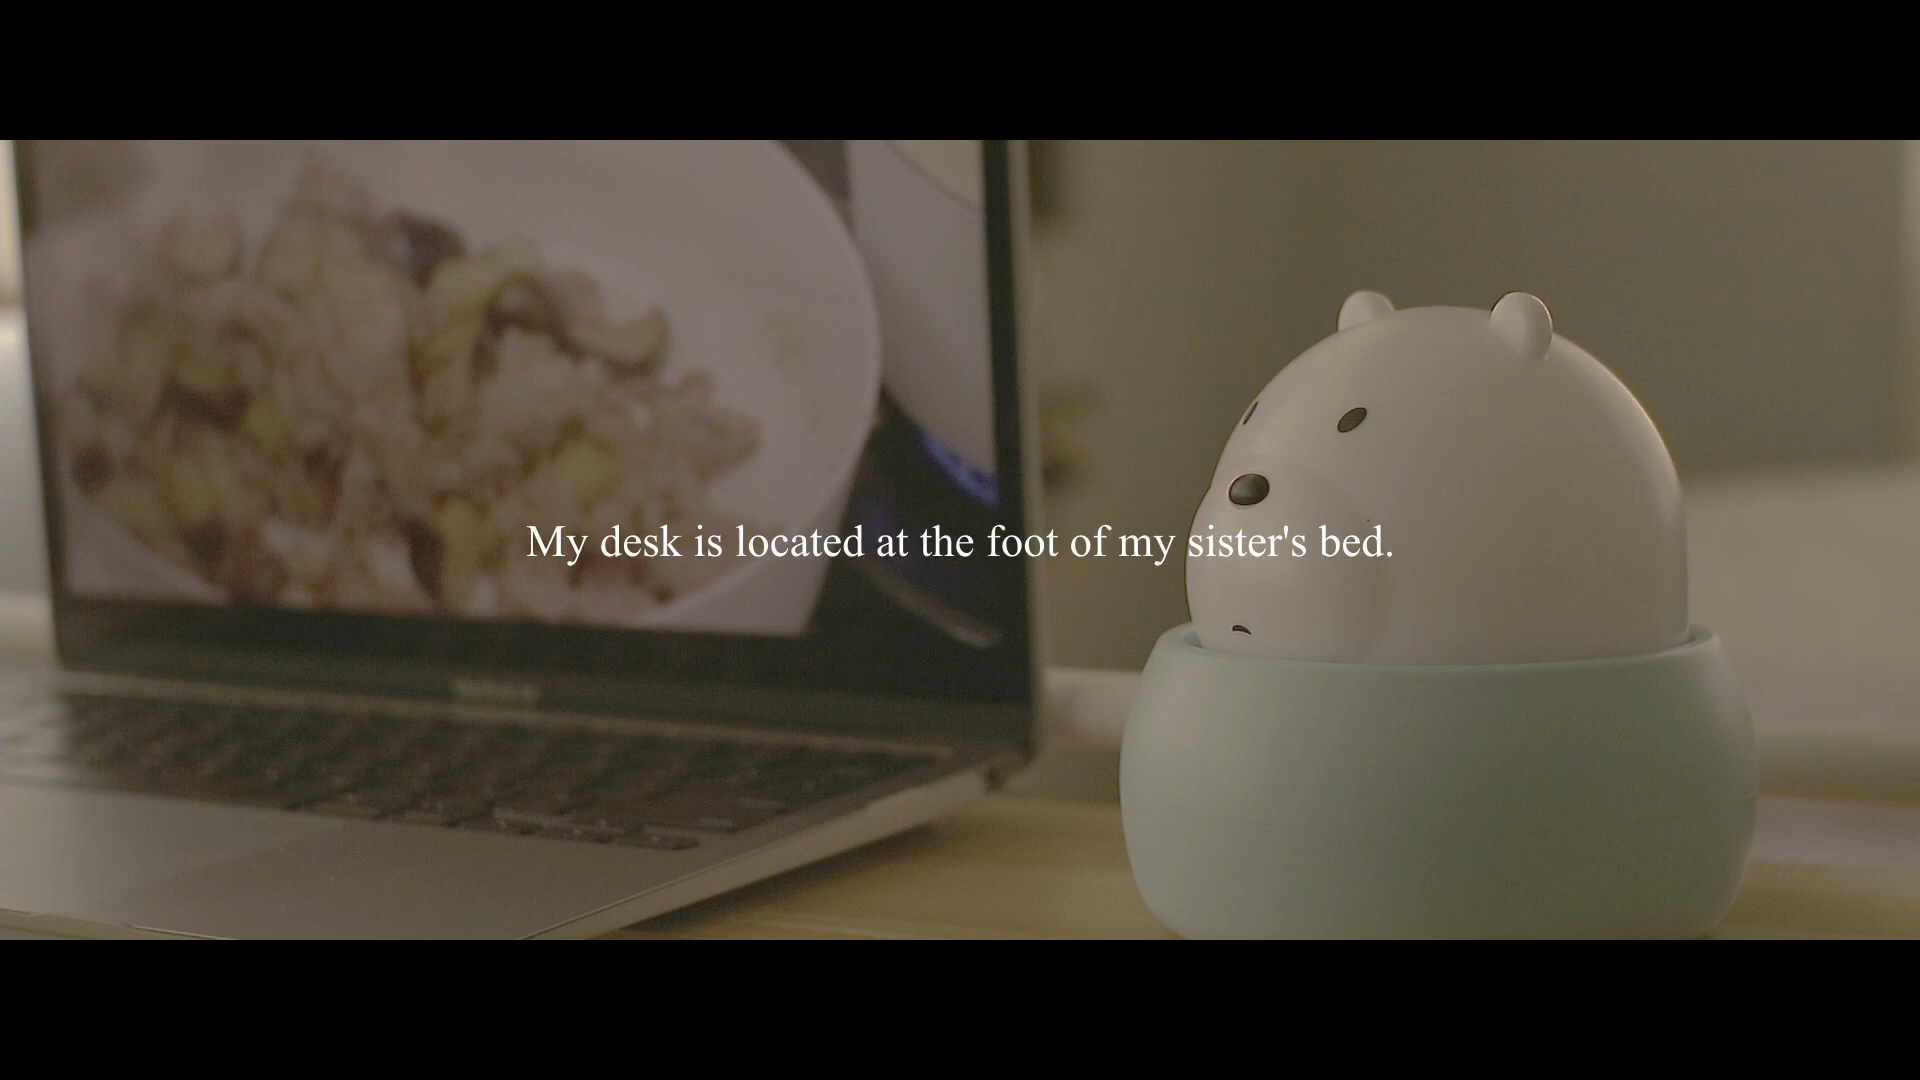 My desk is located at the foot of my sister's bed.